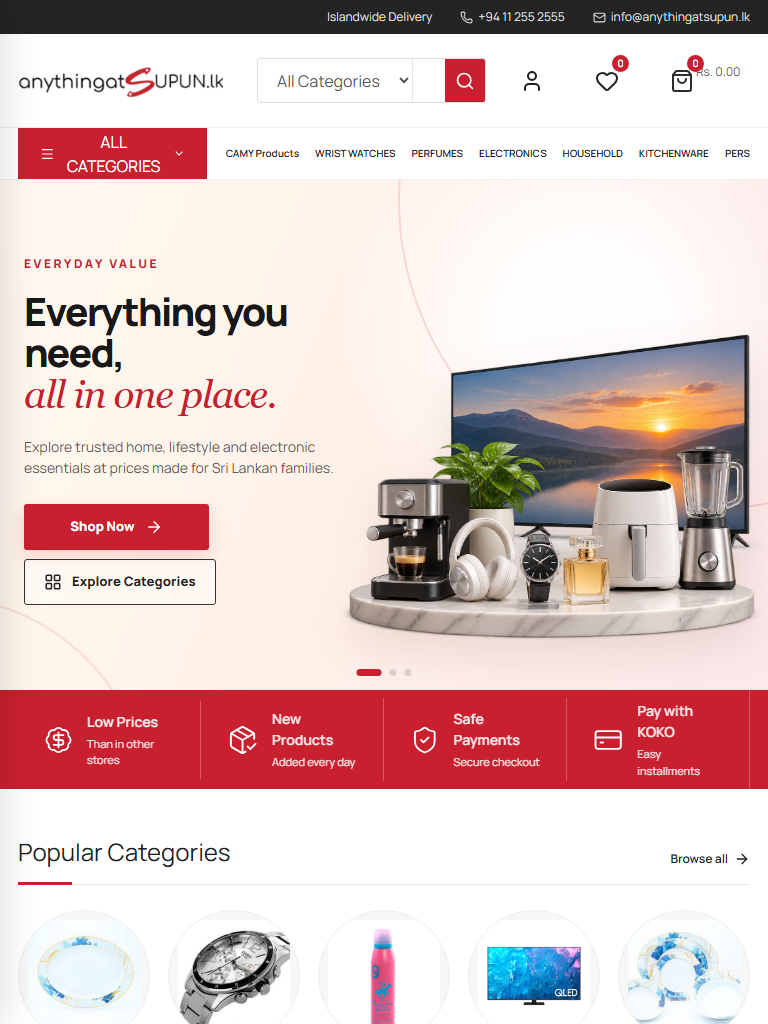 Islandwide Delivery +94 11 255 2555 info@anythingatsupun.lk
anythingatSUPUN.lk
All Categories
0
0
Rs. 0.00
ALL
CATEGORIES
CAMY Products WRIST WATCHES PERFUMES ELECTRONICS HOUSEHOLD KITCHENWARE PERS
EVERYDAY VALUE
Everything you
need,
all in one place.
Explore trusted home, lifestyle and electronic
essentials at prices made for Sri Lankan families.
Shop Now
Explore Categories
Low Prices
Than in other
stores
New
Products
Added every day
Safe
Payments
Secure checkout
Pay with
KOKO
Easy
installments
Popular Categories
Browse all
9
QLED